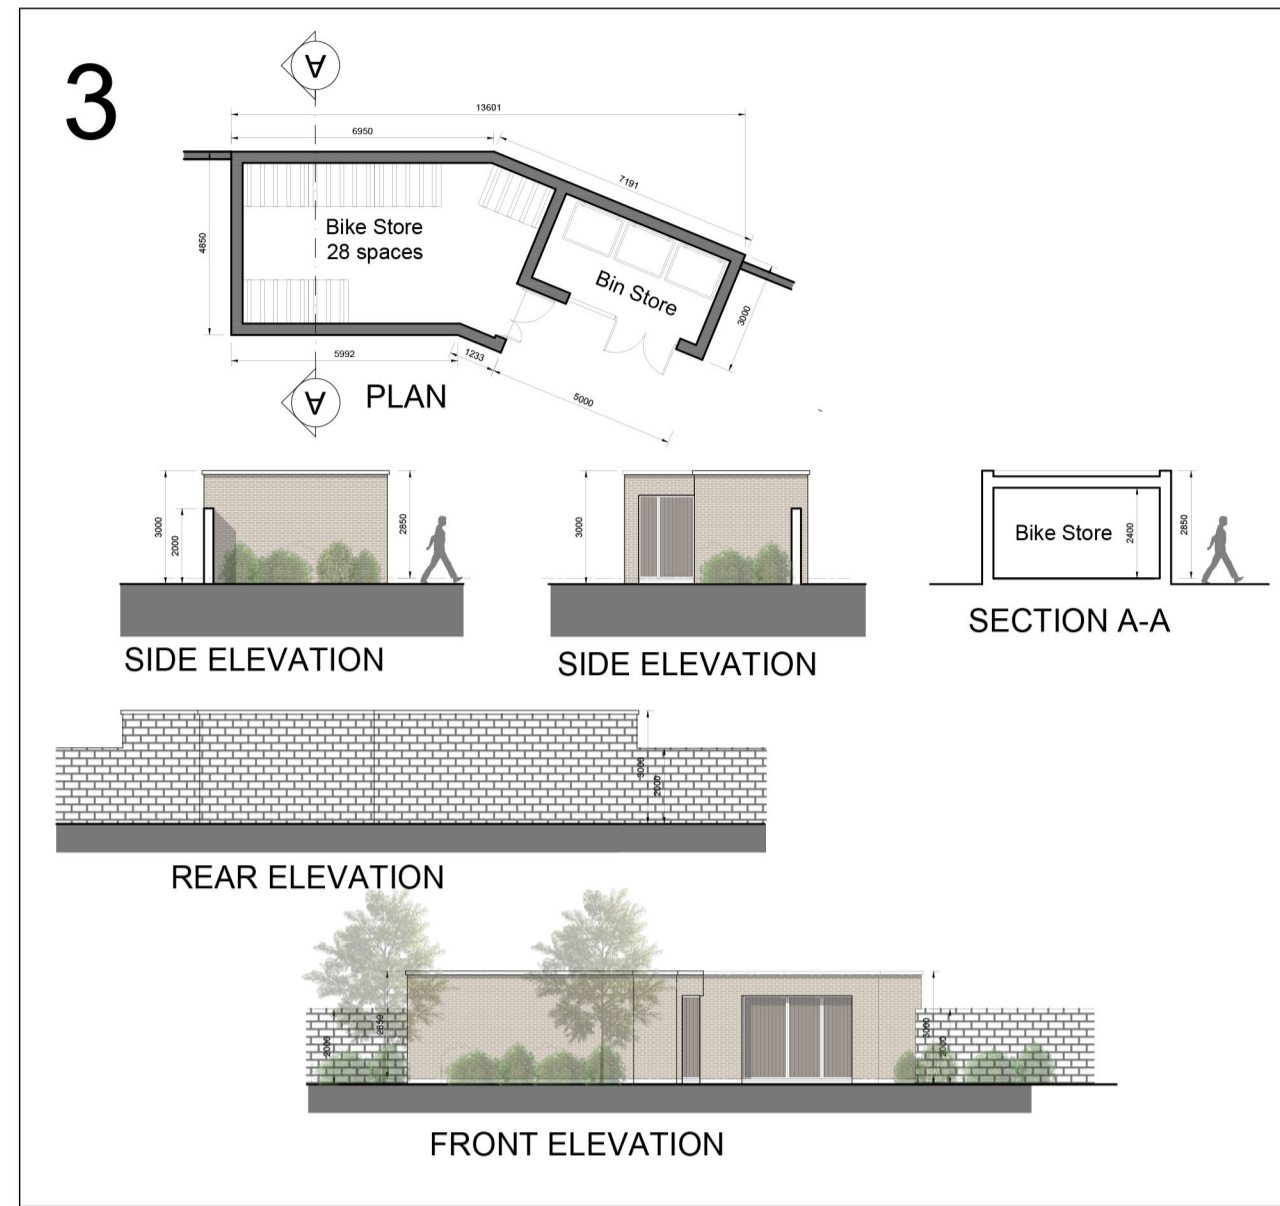 3
A
13601
6950
7191
4850
Bike Store
28 spaces
Bin Store
3000
5992
1233
5000
A
PLAN
3000
2000
2850
SIDE ELEVATION
3000
SIDE ELEVATION
Bike Store
2400
2850
SECTION A-A
3000
2000
REAR ELEVATION
2000
2850
3000
2000
FRONT ELEVATION